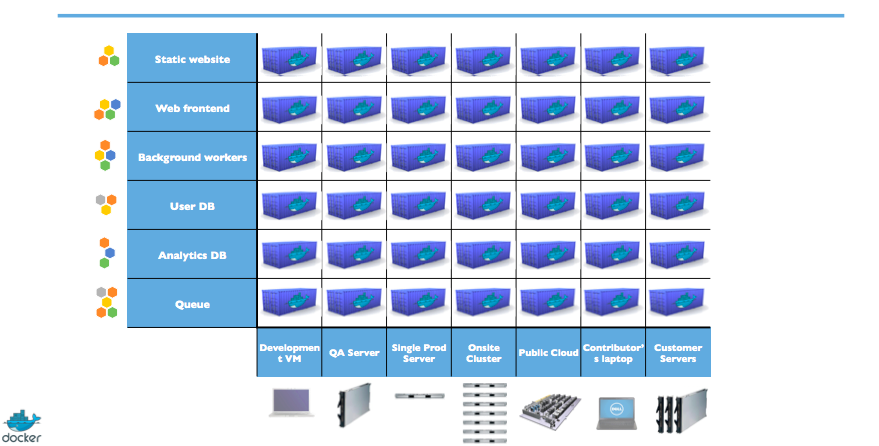 Static website
Web frontend
Background workers
User DB
Analytics DB
Queue
Developmen
t VM
QA Server
Single Prod
Server
Onsite
Cluster
Public Cloud
Contributor's
s laptop
Customer
Servers
DELL
docker